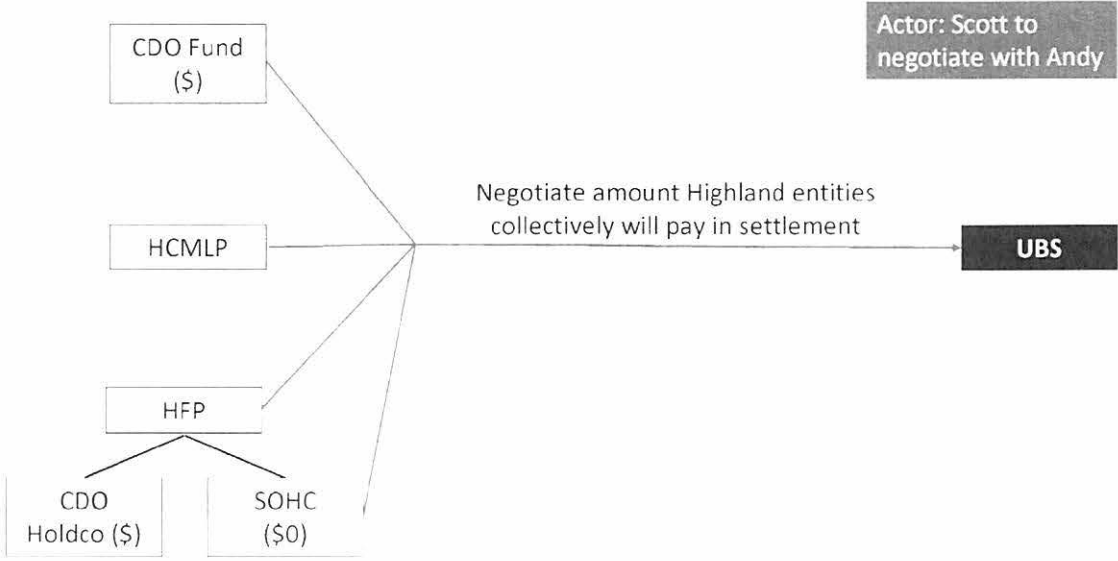 Actor: Scott to
negotiate with Andy
CDO Fund
($)
Negotiate amount Highland entities
collectively will pay in settlement
HCMLP
UBS
HFP
CDO
Holdco ($)
SOHC
($0)